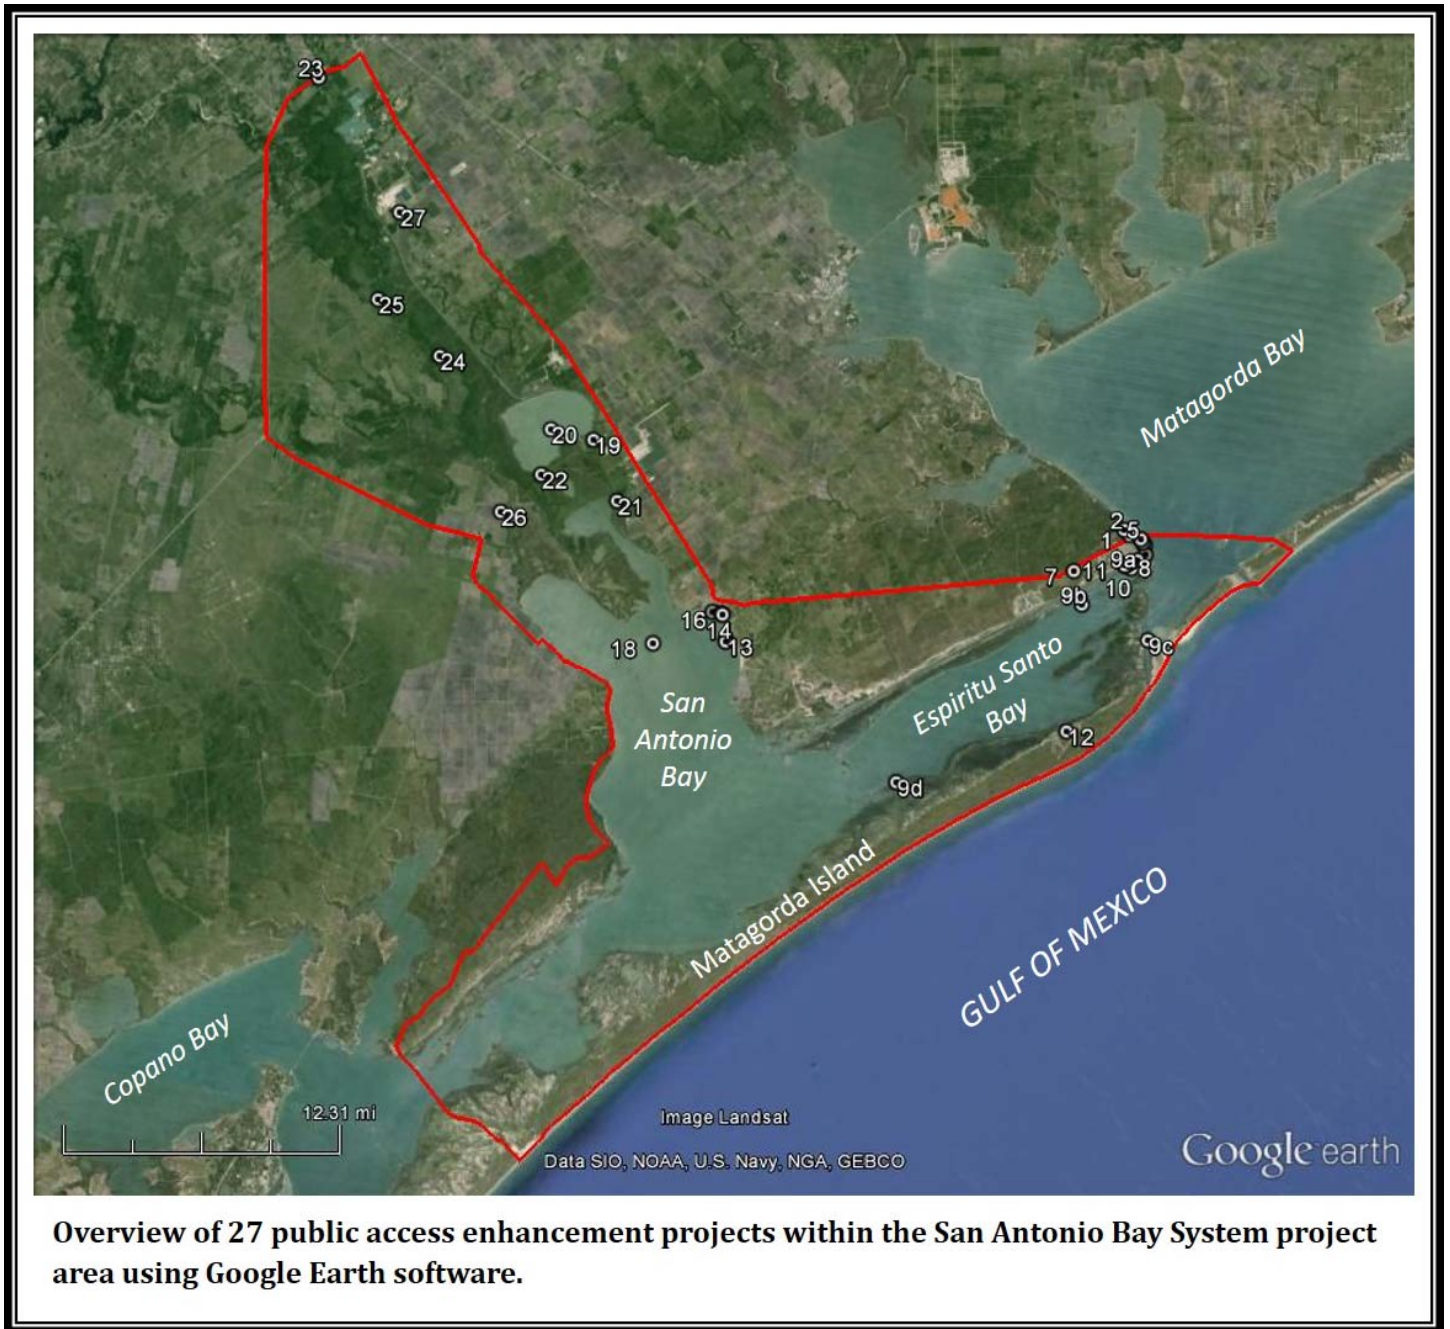 23
27
25
24
20
19
22
21
26
Matagorda Bay
2
5
1
9a
8
7
11
10
9b
16
14
13
18
9c
San
Antonio
Bay
Espiritu Santo
Bay
12
9d
Matagorda Island
GULF OF MEXICO
Copano Bay
12.31 mi
Image Landsat
Data SIO, NOAA, U.S. Navy, NGA, GEBCO
Google earth
Overview of 27 public access enhancement projects within the San Antonio Bay System project
area using Google Earth software.